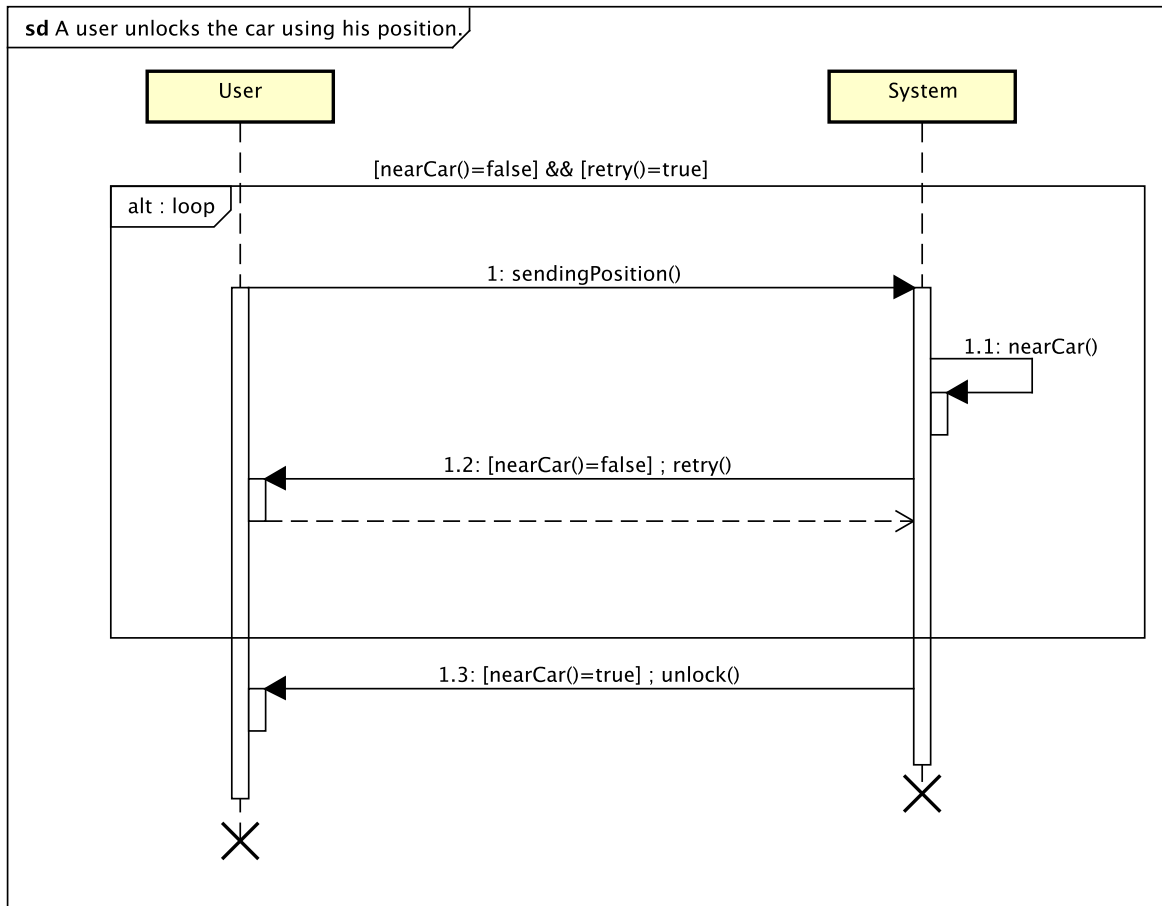 sd A user unlocks the car using his position.
User
System
[nearCar()=false] && [retry()=true]
alt : loop
1: sendingPosition()
1.1: nearCar()
1.2: [nearCar()=false] ; retry()
1.3: [nearCar()=true] ; unlock()